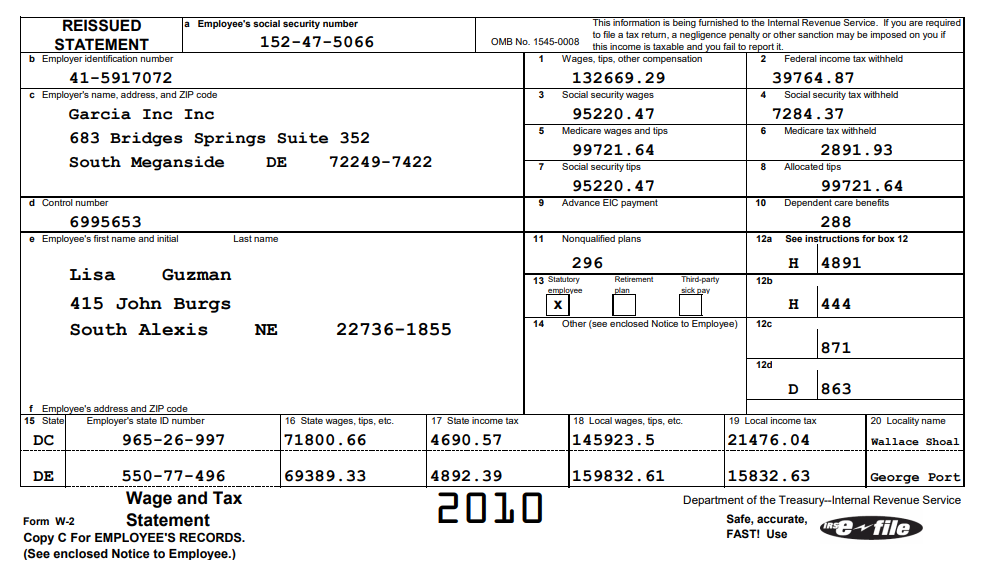 REISSUED STATEMENT
a Employee's social security number
152-47-5066
OMB No. 1545-0008
This information is being furnished to the Internal Revenue Service. If you are required
to file a tax return, a negligence penalty or other sanction may be imposed on you if
this income is taxable and you fail to report it.
b Employer identification number
41-5917072
1 Wages, tips, other compensation
132669.29
2 Federal income tax withheld
39764.87
c Employer's name, address, and ZIP code
Garcia Inc Inc
683 Bridges Springs Suite 352
South Meganside DE 72249-7422
3 Social security wages
95220.47
4 Social security tax withheld
7284.37
5 Medicare wages and tips
99721.64
6 Medicare tax withheld
2891.93
7 Social security tips
95220.47
8 Allocated tips
99721.64
d Control number
6995653
9 Advance EIC payment
10 Dependent care benefits
288
e Employee's first name and initial Last name
Lisa Guzman
415 John Burgs
South Alexis NE 22736-1855
f Employee's address and ZIP code
11 Nonqualified plans
296
12a See instructions for box 12
H 4891
13 Statutory employee Retirement plan Third-party sick pay
X
12b
H 444
14 Other (see enclosed Notice to Employee)
12c
871
12d
D 863
15 State Employer's state ID number 16 State wages, tips, etc. 17 State income tax 18 Local wages, tips, etc. 19 Local income tax 20 Locality name
DC 965-26-997 71800.66 4690.57 145923.5 21476.04 Wallace Shoal
DE 550-77-496 69389.33 4892.39 159832.61 15832.63 George Port
Form W-2 Wage and Tax Statement
2010
Department of the Treasury--Internal Revenue Service
Copy C For EMPLOYEE'S RECORDS.
(See enclosed Notice to Employee.)
Safe, accurate,
FAST! Use
IRS e-file